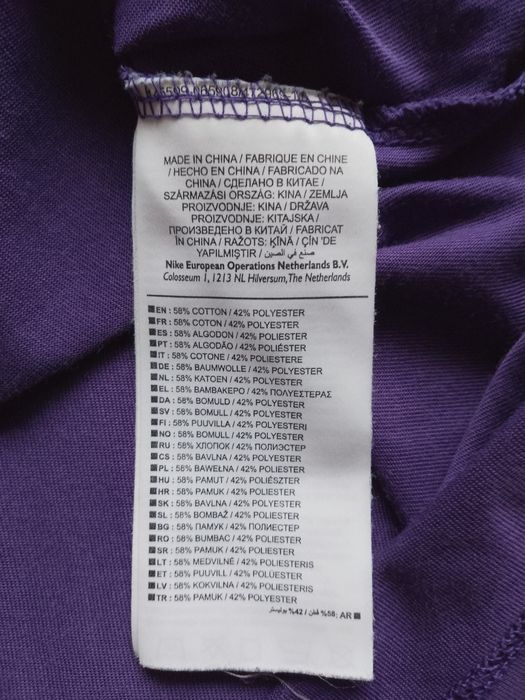 MADE IN CHINA / FABRIQUE EN CHINE
/ HECHO EN CHINA / FABRICADO NA
CHINA / СДЕЛАНО В КИТАЕ /
SZÁRMAZÁSI ORSZÁG: KINA / ZEMLJA
PROIZVODNJE: KINA / DRŽAVA
PROIZVODNJE: KITAJSKA /
ПРОИЗВЕДЕНО В КИТАЙ / FABRICAT
ÎN CHINA / RAŽOTS: ĶĪNĀ / ÇİN 'DE
YAPILMIŞTIR / صنع في الصين
Nike European Operations Netherlands B.V.
Colosseum 1, 1213 NL Hilversum, The Netherlands
EN : 58% COTTON / 42% POLYESTER
FR : 58% COTON / 42% POLYESTER
ES : 58% ALGODON / 42% POLIÉSTER
PT : 58% ALGODÃO / 42% POLIÉSTER
IT : 58% COTONE / 42% POLIESTERE
DE : 58% BAUMWOLLE / 42% POLYESTER
NL : 58% KATOEN / 42% POLYESTER
EL : 58% ΒΑΜΒΑΚΕΡΟ / 42% ΠΟΛΥΕΣΤΕΡΑΣ
DA : 58% BOMULD / 42% POLYESTER
SV : 58% BOMULL / 42% POLYESTER
FI : 58% PUUVILLA / 42% POLYESTERI
NO : 58% BOMULL / 42% POLYESTER
RU : 58% ХЛОПОК / 42% ПОЛИЭСТЕР
CS : 58% BAVLNA / 42% POLYESTER
PL : 58% BAWEŁNA / 42% POLIESTER
HU : 58% PAMUT / 42% POLIÉSZTER
HR : 58% PAMUK / 42% POLIESTER
SK : 58% BAVLNA / 42% POLYESTER
SL : 58% BOMBAŽ / 42% POLIESTER
BG : 58% ПАМУК / 42% ПОЛИЕСТЕР
RO : 58% BUMBAC / 42% POLIESTER
SR : 58% PAMUK / 42% POLIESTER
LT : 58% MEDVILNĖ / 42% POLIESTERIS
ET : 58% PUUVILL / 42% POLÜESTER
LV : 58% KOKVILNA / 42% POLIESTERIS
TR : 58% PAMUK / 42% POLYESTER
AR :58% قطن / 42% بوليستر